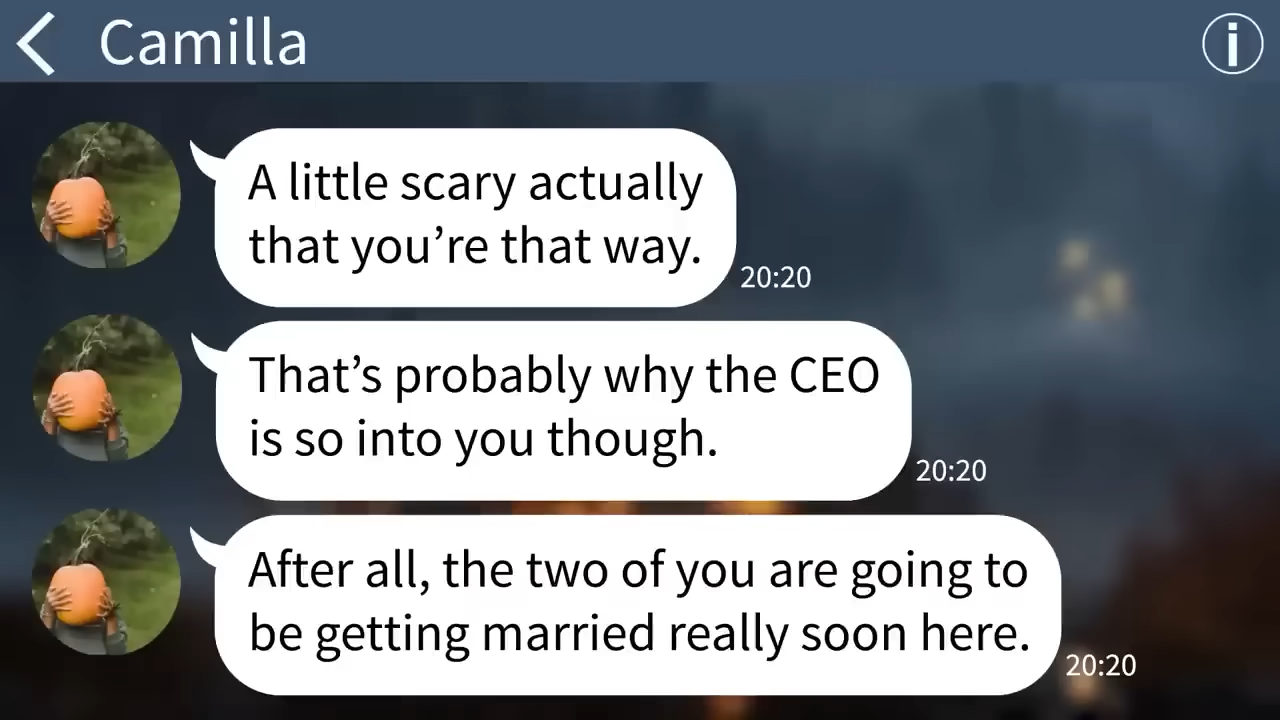 Camilla
A little scary actually
that you’re that way.
20:20
That’s probably why the CEO
is so into you though.
20:20
After all, the two of you are going to
be getting married really soon here.
20:20